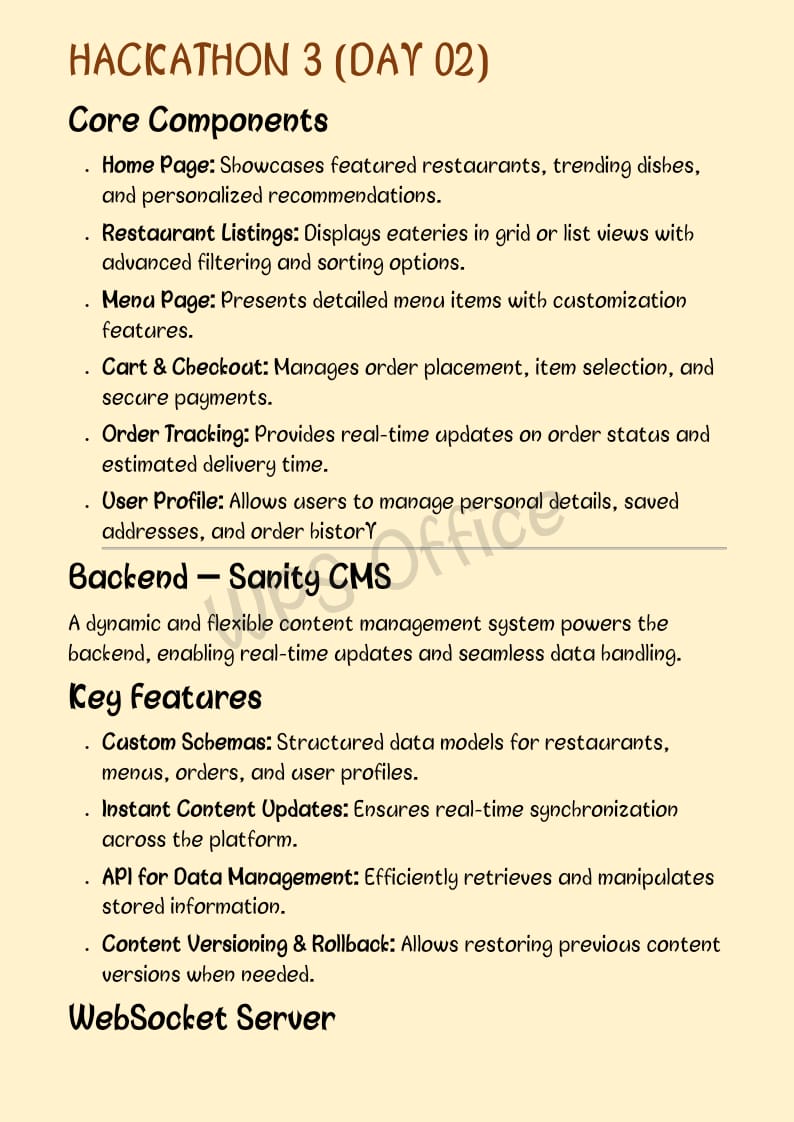 HACKATHON 3 (DAY 02)
Core Components
. Home Page: Showcases featured restaurants, trending dishes,
and personalized recommendations.
. Restaurant Listings: Displays eateries in grid or list views with
advanced filtering and sorting options.
. Menu Page: Presents detailed menu items with customization
features.
. Cart & Checkout: Manages order placement, item selection, and
secure payments.
. Order Tracking: Provides real-time updates on order status and
estimated delivery time.
. User Profile: Allows users to manage personal details, saved
addresses, and order historY
WPS Office
Backend – Sanity CMS
A dynamic and flexible content management system powers the
backend, enabling real-time updates and seamless data handling.
Key Features
. Custom Schemas: Structured data models for restaurants,
menus, orders, and user profiles.
. Instant Content Updates: Ensures real-time synchronization
across the platform.
. API for Data Management: Efficiently retrieves and manipulates
stored information.
. Content Versioning & Rollback: Allows restoring previous content
versions when needed.
WebSocket Server